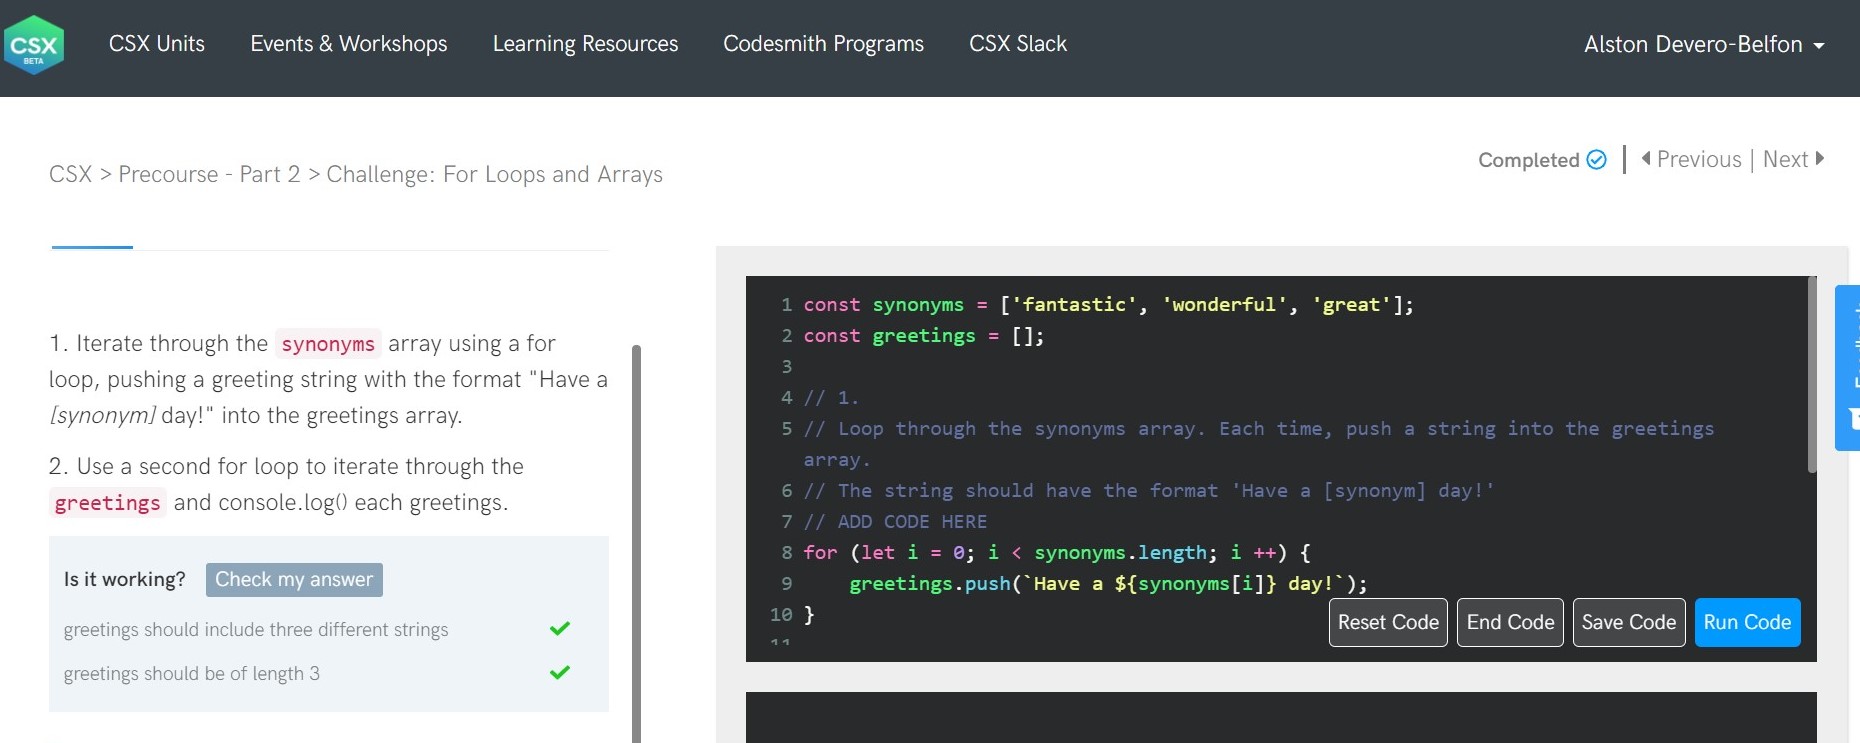 CSX BETA CSX Units Events & Workshops Learning Resources Codesmith Programs CSX Slack Alston Devero-Belfon
CSX > Precourse - Part 2 > Challenge: For Loops and Arrays
Completed | Previous | Next
1. Iterate through the synonyms array using a for
loop, pushing a greeting string with the format "Have a
[synonym] day!" into the greetings array.
2. Use a second for loop to iterate through the
greetings and console.log() each greetings.
Is it working? Check my answer
greetings should include three different strings
greetings should be of length 3
1 const synonyms = ['fantastic', 'wonderful', 'great'];
2 const greetings = [];
3
4 // 1.
5 // Loop through the synonyms array. Each time, push a string into the greetings
array.
6 // The string should have the format 'Have a [synonym] day!'
7 // ADD CODE HERE
8 for (let i = 0; i < synonyms.length; i ++) {
9     greetings.push(`Have a ${synonyms[i]} day!`);
10 }
11
Reset Code End Code Save Code Run Code